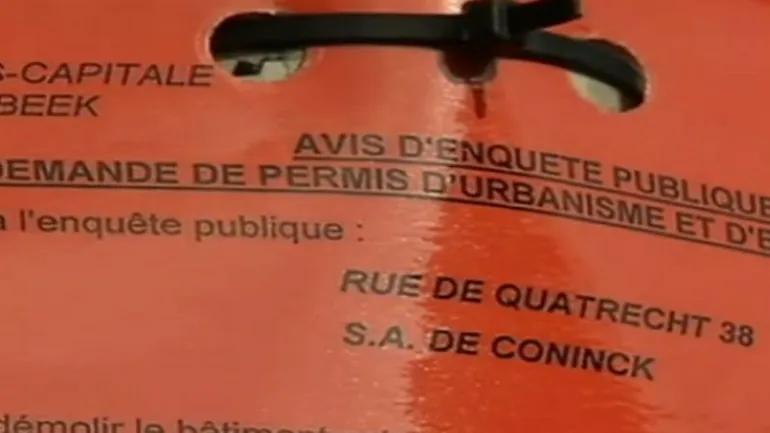 S-CAPITALE
BEEK
AVIS D'ENQUETE PUBLIQUE
DEMANDE DE PERMIS D'URBANISME ET D'E
a l'enquête publique :
RUE DE QUATRECHT 38
S.A. DE CONINCK
démolir le bâtiment